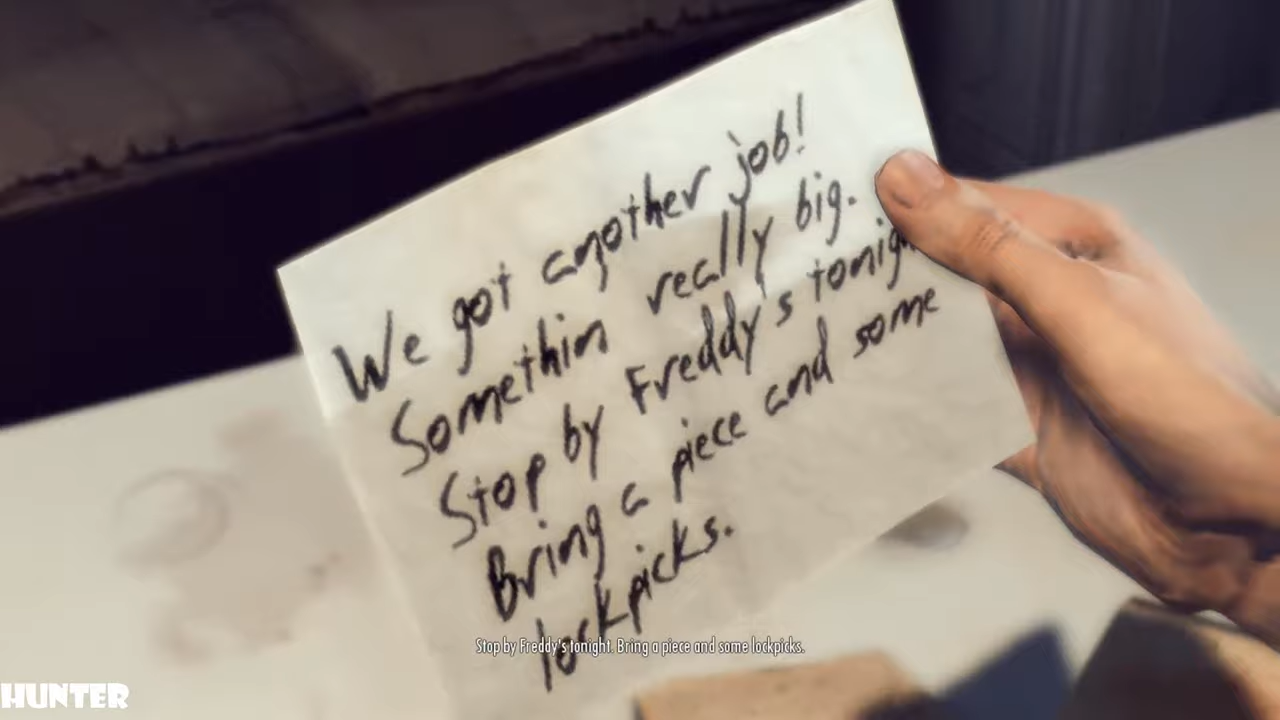 We got another job!
Somethin really big.
Stop by Freddy's
Bring a piece and some
lockpicks.
Stop by Freddy's tonight. Bring a piece and some lockpicks.
HUNTER